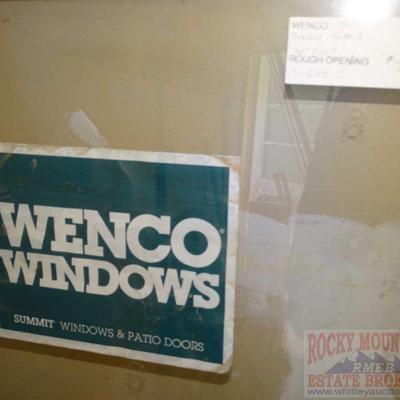 WENCO
ROUGH OPENING
WENCO®
WINDOWS
SUMMIT WINDOWS & PATIO DOORS
ROCKY MOUN
RMEB
ESTATE BROK
www.whitleyauctio